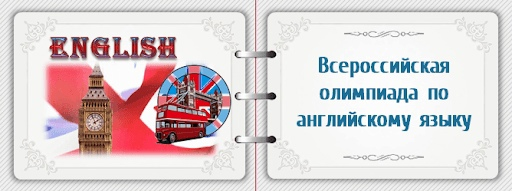 ENGLISH
Всероссийская
олимпиада по
английскому языку